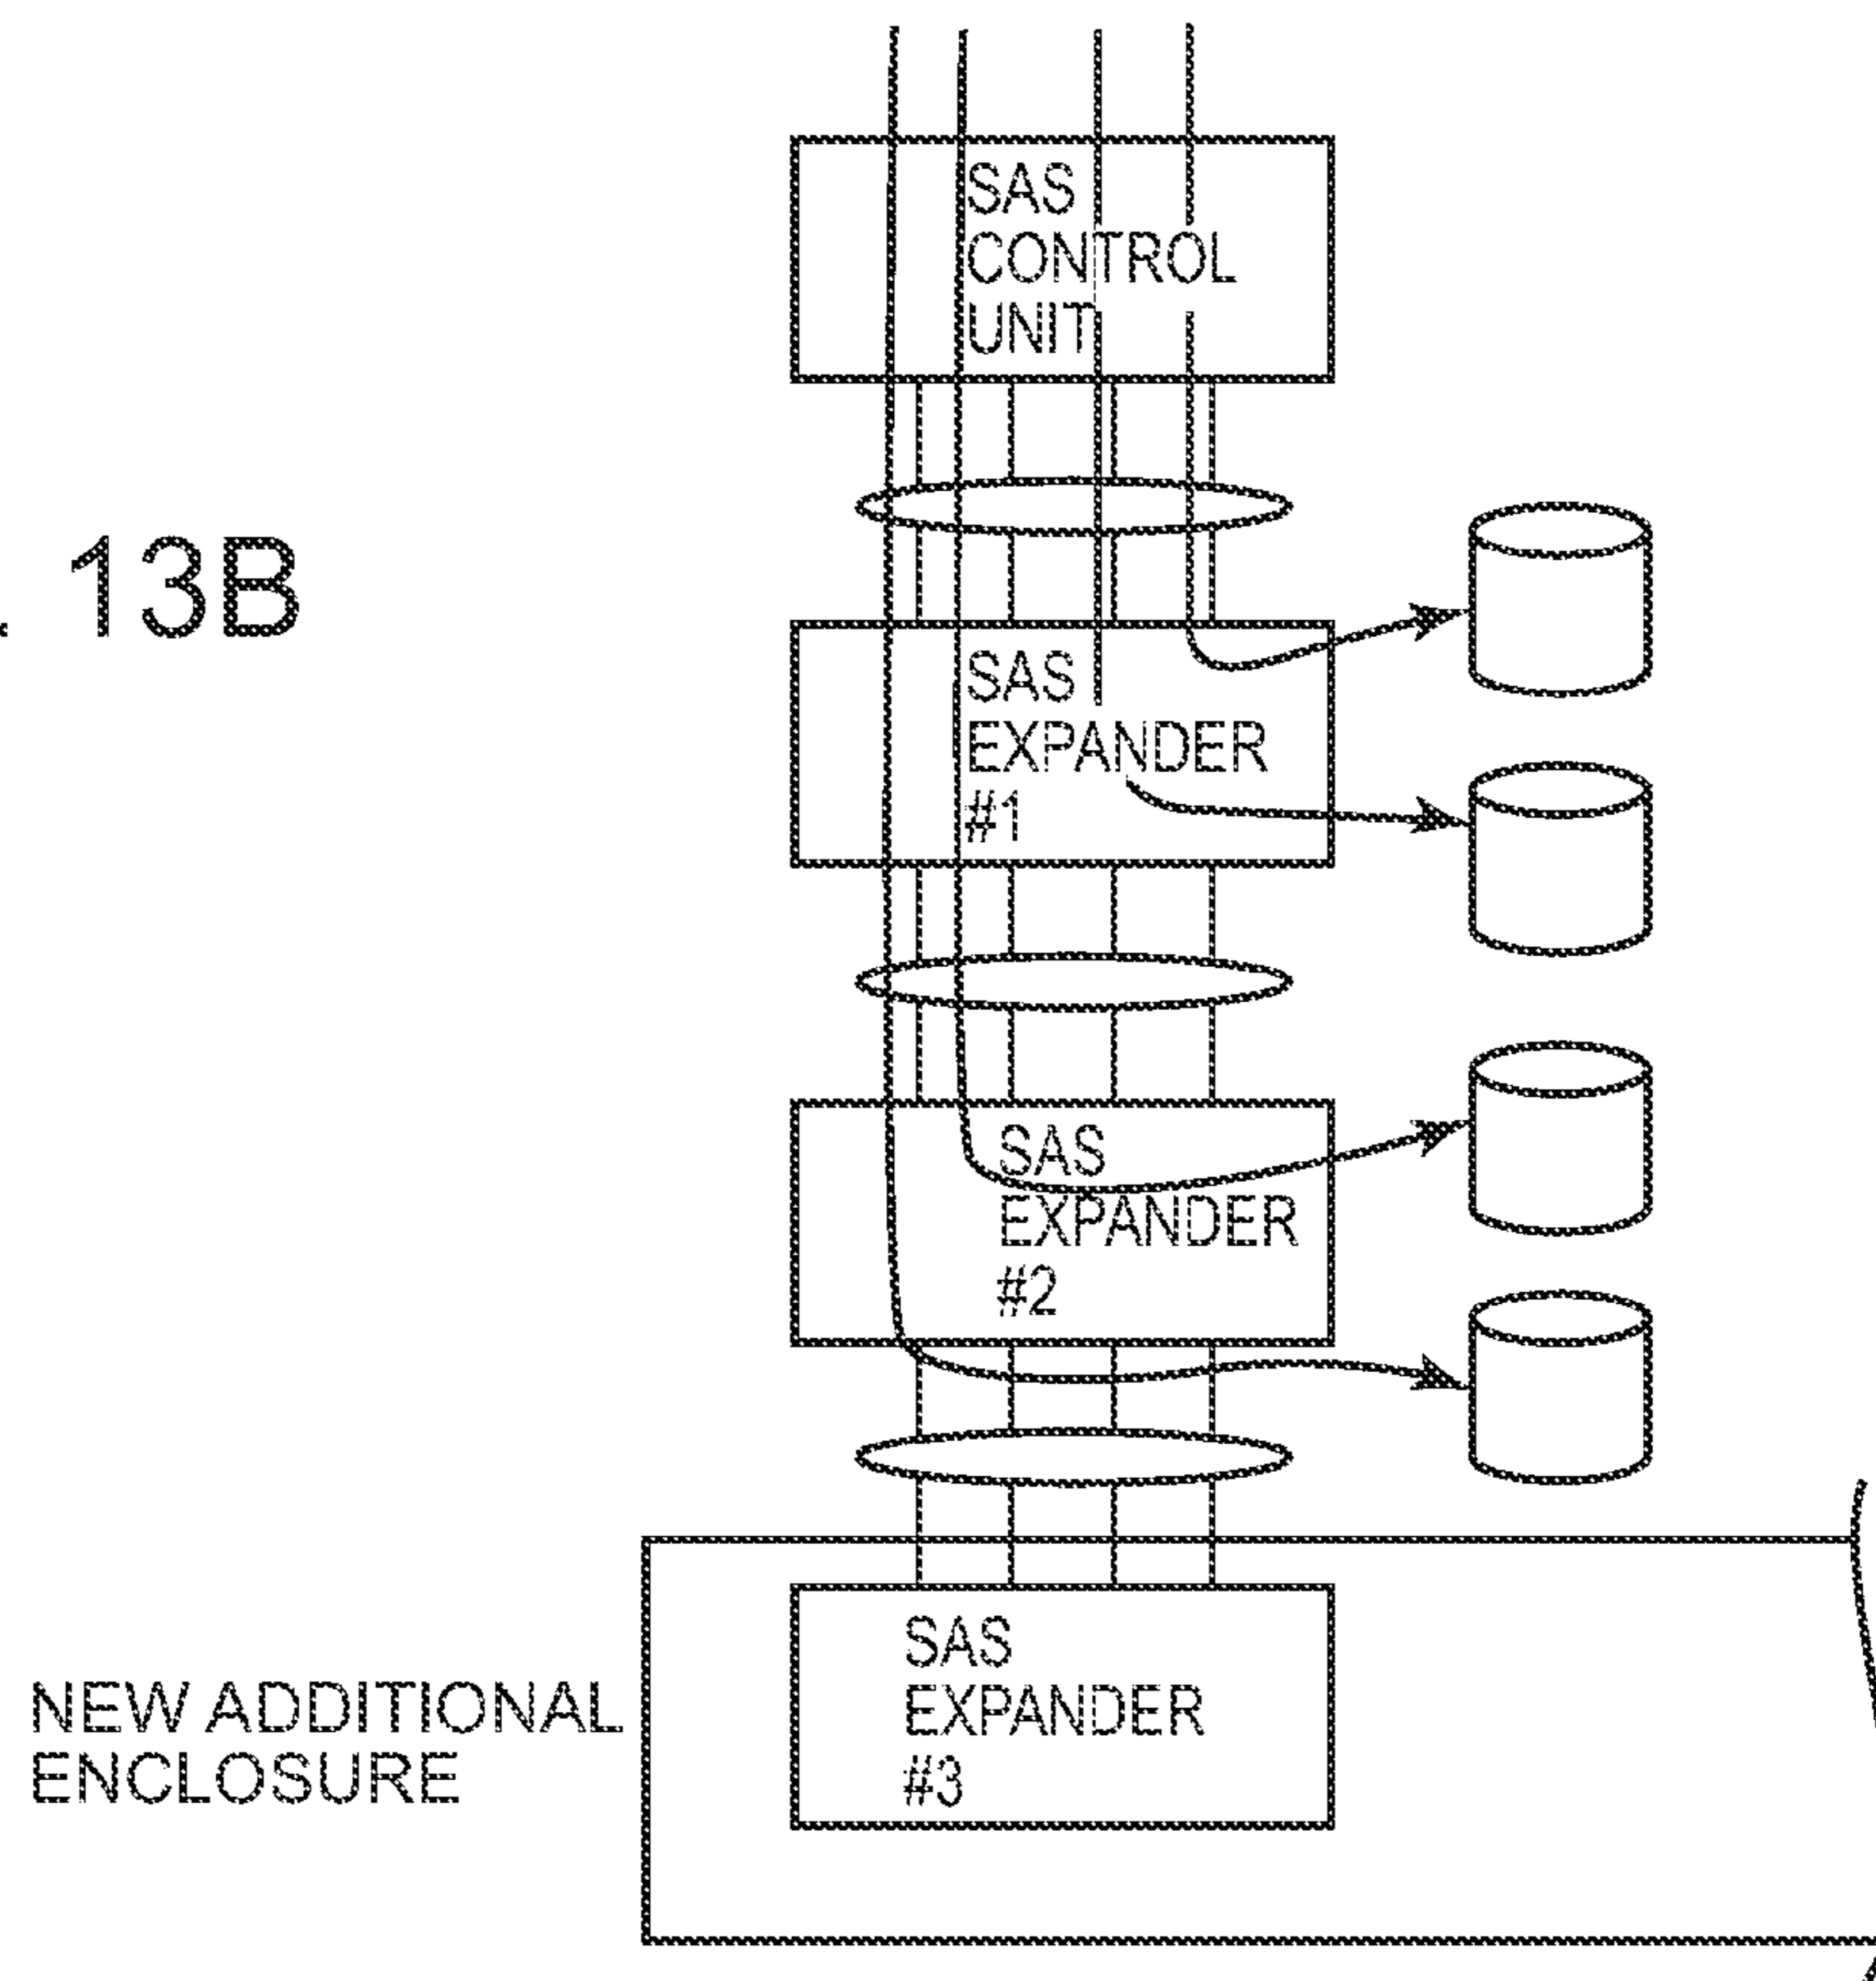 . 13B
SAS
CONTROL
UNIT
SAS
EXPANDER
#1
SAS
EXPANDER
#2
SAS
EXPANDER
#3
NEW ADDITIONAL
ENCLOSURE